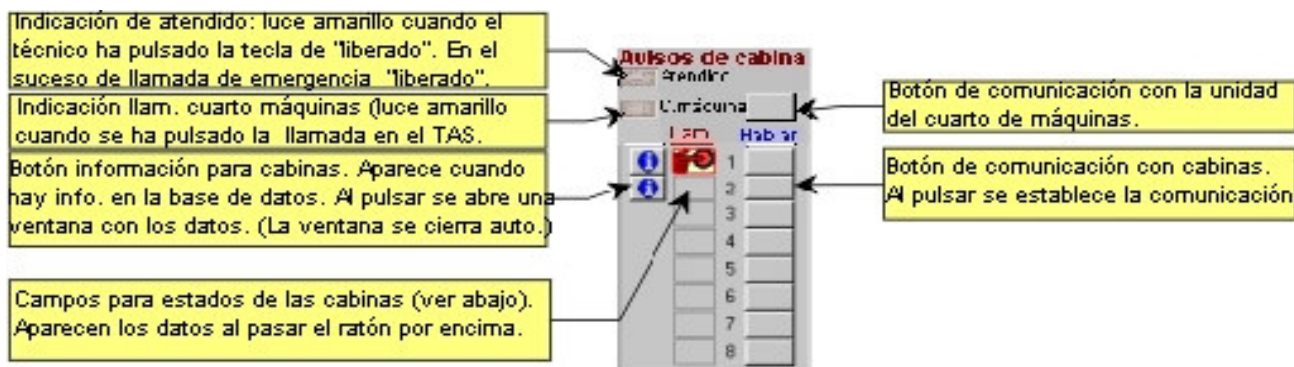 Indicación de atendido: luce amarillo cuando el
técnico ha pulsado la tecla de "liberado". En el
suceso de llamada de emergencia "liberado".
Indicación llam. cuarto máquinas (luce amarillo
cuando se ha pulsado la llamada en el TAS.
Botón información para cabinas. Aparece cuando
hay info. en la base de datos. Al pulsar se abre una
ventana con los datos. (La ventana se cierra auto.)
Campos para estados de las cabinas (ver abajo).
Aparecen los datos al pasar el ratón por encima.
Avisos de cabina
Atendido
C.máquina
Llam Hablar
1
2
3
4
5
6
7
8
Botón de comunicación con la unidad
del cuarto de máquinas.
Botón de comunicación con cabinas.
Al pulsar se establece la comunicación